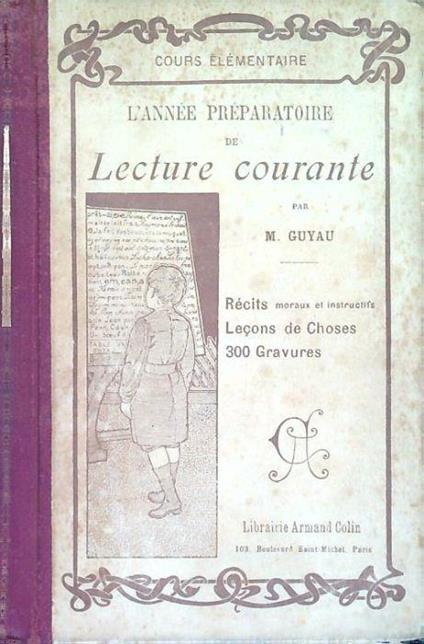 COURS ÉLÉMENTAIRE
L'ANNÉE PRÉPARATOIRE
DE
Lecture courante
PAR
M. GUYAU
Récits moraux et instructifs
Leçons de Choses
300 Gravures
Librairie Armand Colin
103, Boulevard Saint-Michel, Paris